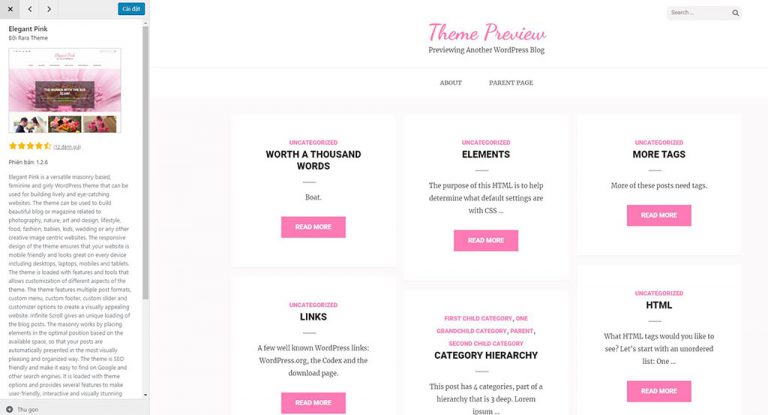 Cài đặt
Elegant Pink
Bởi Rara Theme
Elegant Pink
(12 đánh giá)
Phiên bản: 1.2.6
Elegant Pink is a versatile masonry based,
feminine and girly WordPress theme that can be
used for building lively and eye-catching
websites. The theme can be used to build
beautiful blog or magazine related to
photography, nature, art and design, lifestyle,
food, fashion, babies, kids, wedding or any other
creative image centric websites. The responsive
design of the theme ensures that your website is
mobile friendly and looks great on every device
including desktops, laptops, mobiles and tablets.
The theme is loaded with features and tools that
allows customization of different aspects of the
theme. The theme features multiple post formats,
custom menu, custom footer, custom slider and
customizer options to create a visually appealing
website. Infinite Scroll gives an unique loading of
the blog posts. The masonry works by placing
elements in the optimal position based on the
available space, so that your posts are
automatically presented in the most visually
pleasing and organized way. The theme is SEO
friendly and make it easy to find on Google and
other search engines. It is loaded with theme
options and provides several features to make
user-friendly, interactive and visually stunning
Thu gọn
Search ...
Theme Preview
Previewing Another WordPress Blog
ABOUT
PARENT PAGE
UNCATEGORIZED
WORTH A THOUSAND
WORDS
Boat.
READ MORE
UNCATEGORIZED
ELEMENTS
The purpose of this HTML is to help
determine what default settings are
with CSS ...
READ MORE
UNCATEGORIZED
MORE TAGS
More of these posts need tags.
READ MORE
UNCATEGORIZED
LINKS
A few well known WordPress links:
WordPress.org, the Codex and the
download page.
FIRST CHILD CATEGORY, ONE
GRANDCHILD CATEGORY, PARENT,
SECOND CHILD CATEGORY
CATEGORY HIERARCHY
This post has 4 categories, part of a
hierarchy that is 3 deep. Lorem
ipsum ...
UNCATEGORIZED
HTML
What HTML tags would you like to
see? Let's start with an unordered
list: One ...
READ MORE